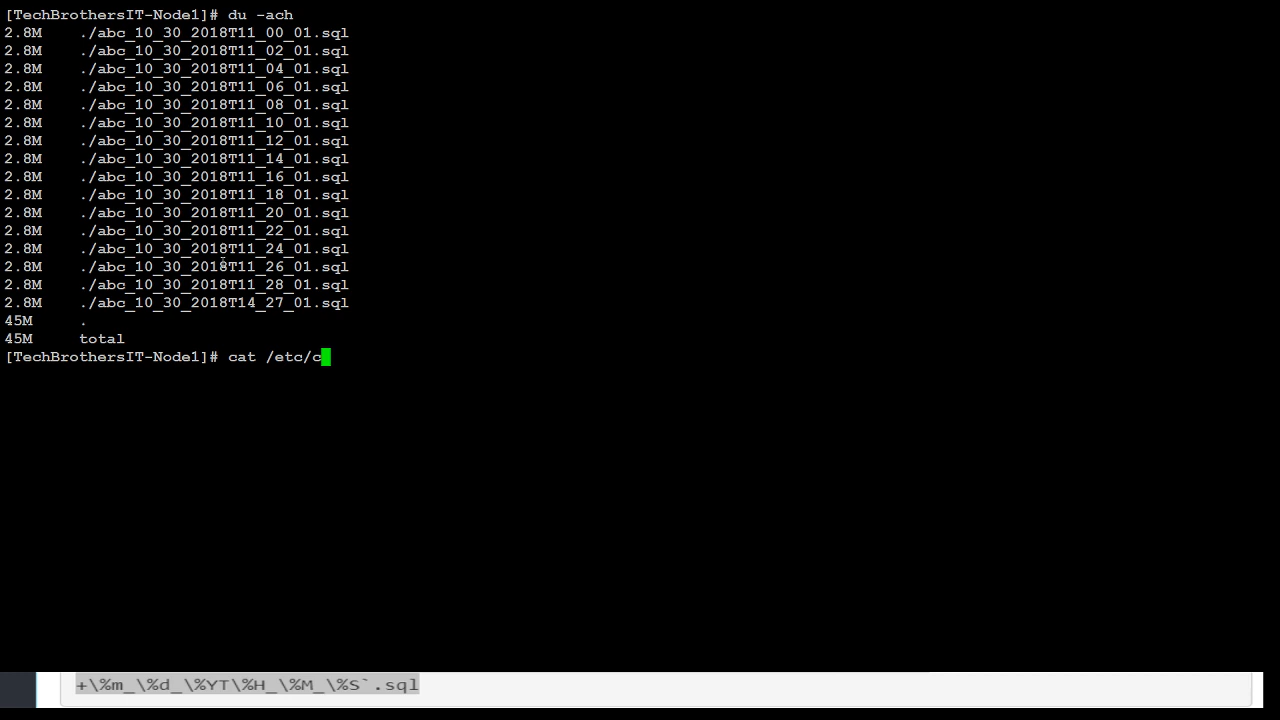 [TechBrothersIT-Node1]# du -ach
2.8M    ./abc_10_30_2018T11_00_01.sql
2.8M    ./abc_10_30_2018T11_02_01.sql
2.8M    ./abc_10_30_2018T11_04_01.sql
2.8M    ./abc_10_30_2018T11_06_01.sql
2.8M    ./abc_10_30_2018T11_08_01.sql
2.8M    ./abc_10_30_2018T11_10_01.sql
2.8M    ./abc_10_30_2018T11_12_01.sql
2.8M    ./abc_10_30_2018T11_14_01.sql
2.8M    ./abc_10_30_2018T11_16_01.sql
2.8M    ./abc_10_30_2018T11_18_01.sql
2.8M    ./abc_10_30_2018T11_20_01.sql
2.8M    ./abc_10_30_2018T11_22_01.sql
2.8M    ./abc_10_30_2018T11_24_01.sql
2.8M    ./abc_10_30_2018T11_26_01.sql
2.8M    ./abc_10_30_2018T11_28_01.sql
2.8M    ./abc_10_30_2018T14_27_01.sql
45M     .
45M     total
[TechBrothersIT-Node1]# cat /etc/c
+\%m_\%d_\%YT\%H_\%M_\%S`.sql